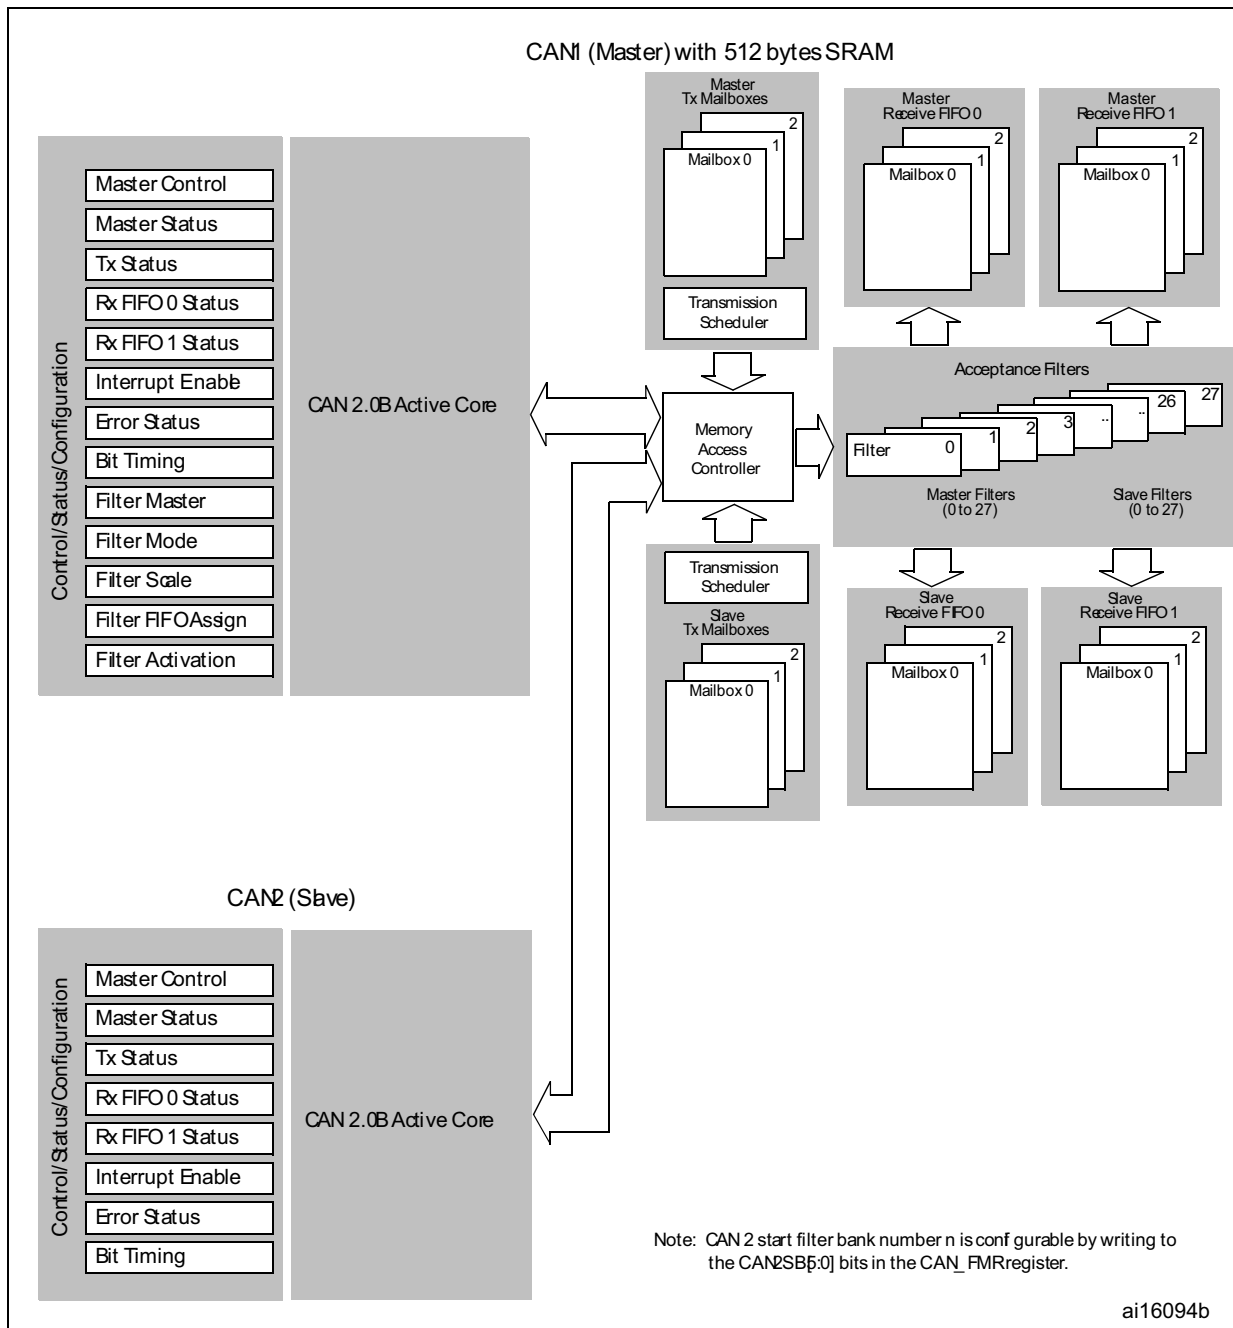 CAN1 (Master) with 512 bytes SRAM
Control/Status/Configuration
Master Control
Master Status
Tx Status
Rx FIFO 0 Status
Rx FIFO 1 Status
Interrupt Enable
Error Status
Bit Timing
Filter Master
Filter Mode
Filter Scale
Filter FIFO Assign
Filter Activation
CAN 2.0B Active Core
Master
Tx Mailboxes
2
1
Mailbox 0
Transmission
Scheduler
Master
Receive FIFO 0
2
1
Mailbox 0
Master
Receive FIFO 1
2
1
Mailbox 0
Memory
Access
Controller
Acceptance Filters
27
26
..
..
3
2
1
0
Filter
Master Filters
(0 to 27)
Slave Filters
(0 to 27)
Transmission
Scheduler
Slave
Tx Mailboxes
2
1
Mailbox 0
Slave
Receive FIFO 0
2
1
Mailbox 0
Slave
Receive FIFO 1
2
1
Mailbox 0
CAN2 (Slave)
Control/Status/Configuration
Master Control
Master Status
Tx Status
Rx FIFO 0 Status
Rx FIFO 1 Status
Interrupt Enable
Error Status
Bit Timing
CAN 2.0B Active Core
Note: CAN 2 start filter bank number n is conf gurable by writing to
the CAN2SB[5:0] bits in the CAN_FMR register.
ai16094b